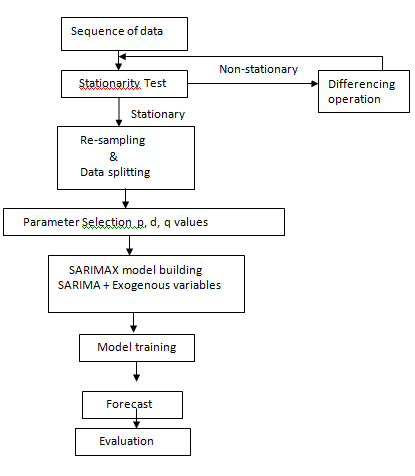 Sequence of data
Non-stationary
Stationarity Test
Differencing
operation
Stationary
Re-sampling
&
Data splitting
Parameter Selection p, d, q values
SARIMAX model building
SARIMA + Exogenous variables
Model training
Forecast
Evaluation